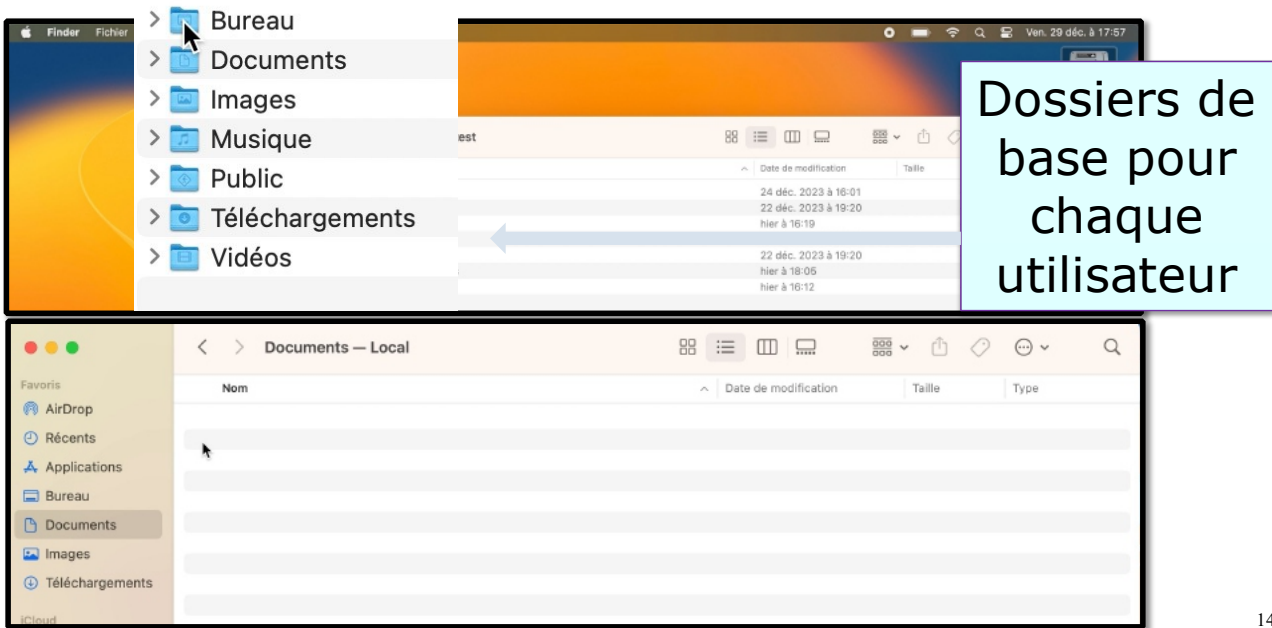 Finder Fichier
Ven. 29 déc. à 17:57
Bureau
Documents
Images
Musique
Public
Téléchargements
Vidéos
Date de modification Taille
24 déc. 2023 à 16:01
22 déc. 2023 à 19:20
hier à 16:19
22 déc. 2023 à 19:20
hier à 18:05
hier à 16:12
Dossiers de
base pour
chaque
utilisateur
Documents — Local
Nom Date de modification Taille Type
Favoris
AirDrop
Récents
Applications
Bureau
Documents
Images
Téléchargements
iCloud
14